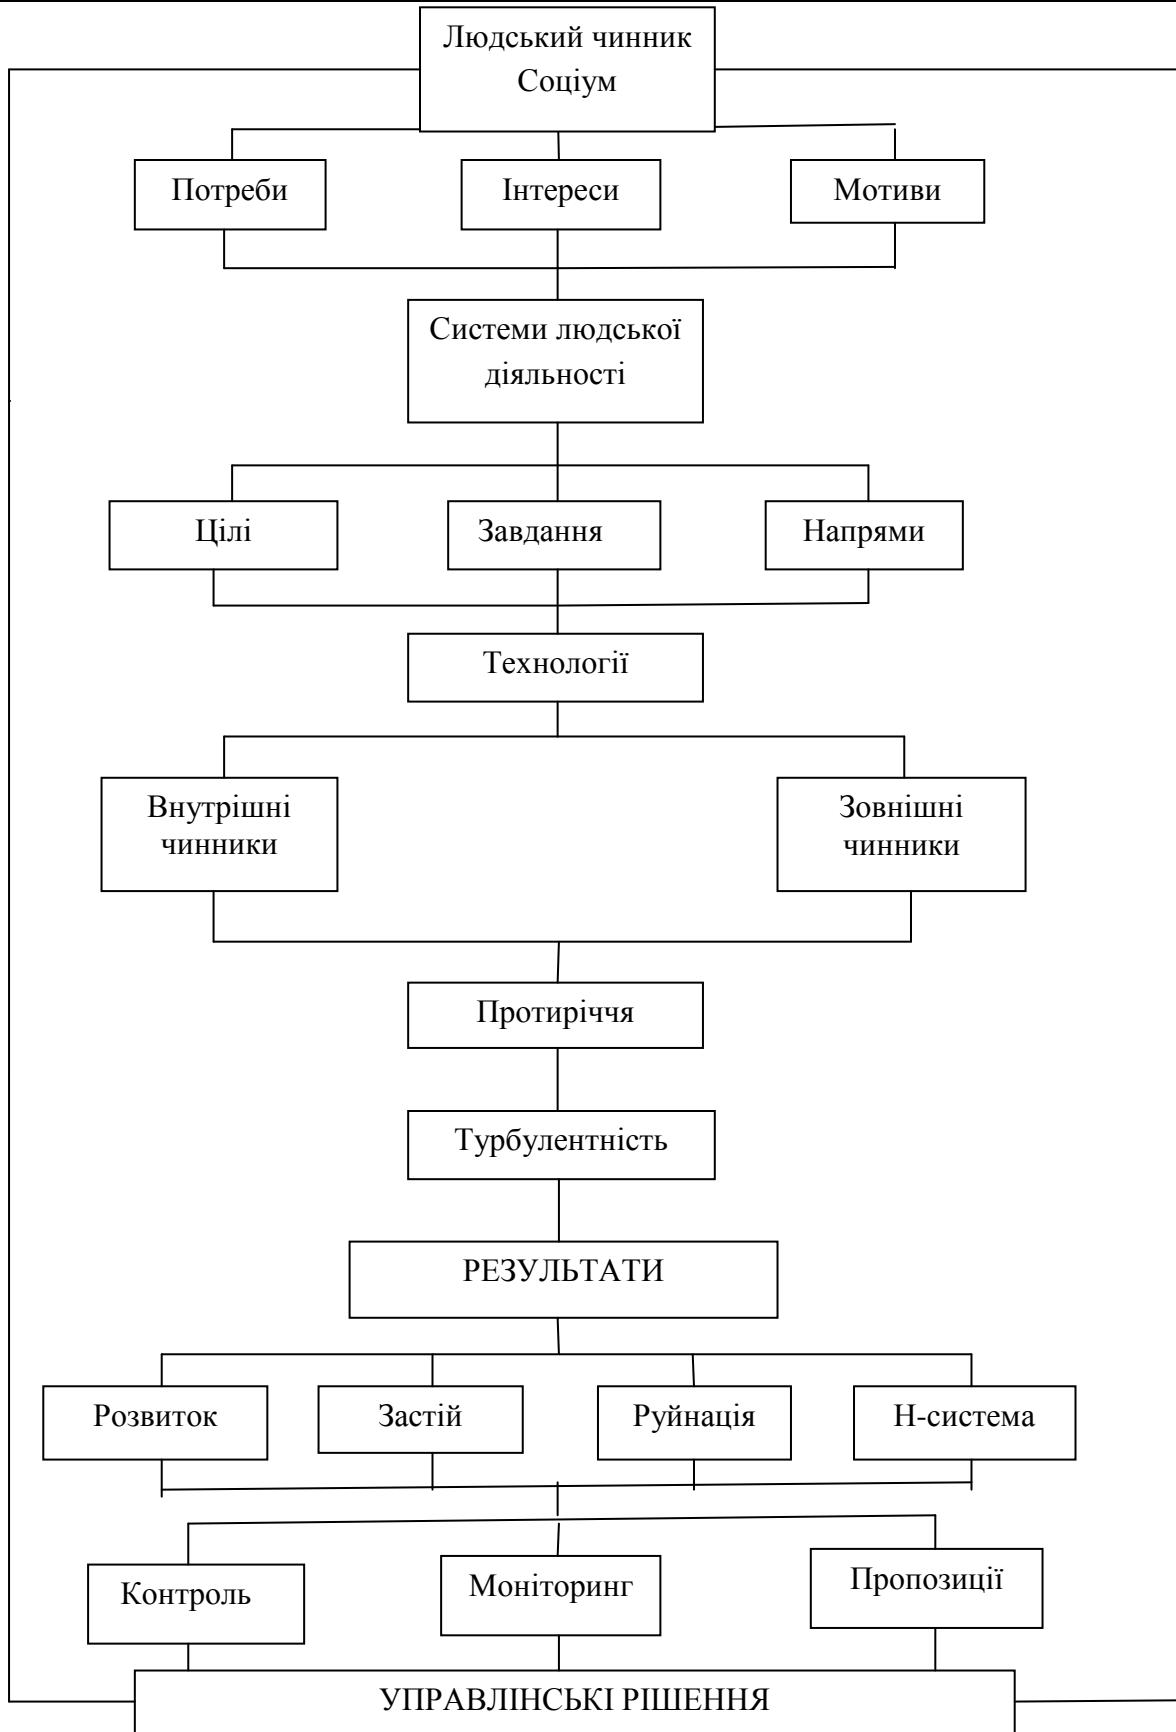 Людський чинник
Соціум
Потреби
Інтереси
Мотиви
Системи людської
діяльності
Цілі
Завдання
Напрями
Технології
Внутрішні
чинники
Зовнішні
чинники
Протиріччя
Турбулентність
РЕЗУЛЬТАТИ
Розвиток
Застій
Руйнація
Н-система
Контроль
Моніторинг
Пропозиції
УПРАВЛІНСЬКІ РІШЕННЯ